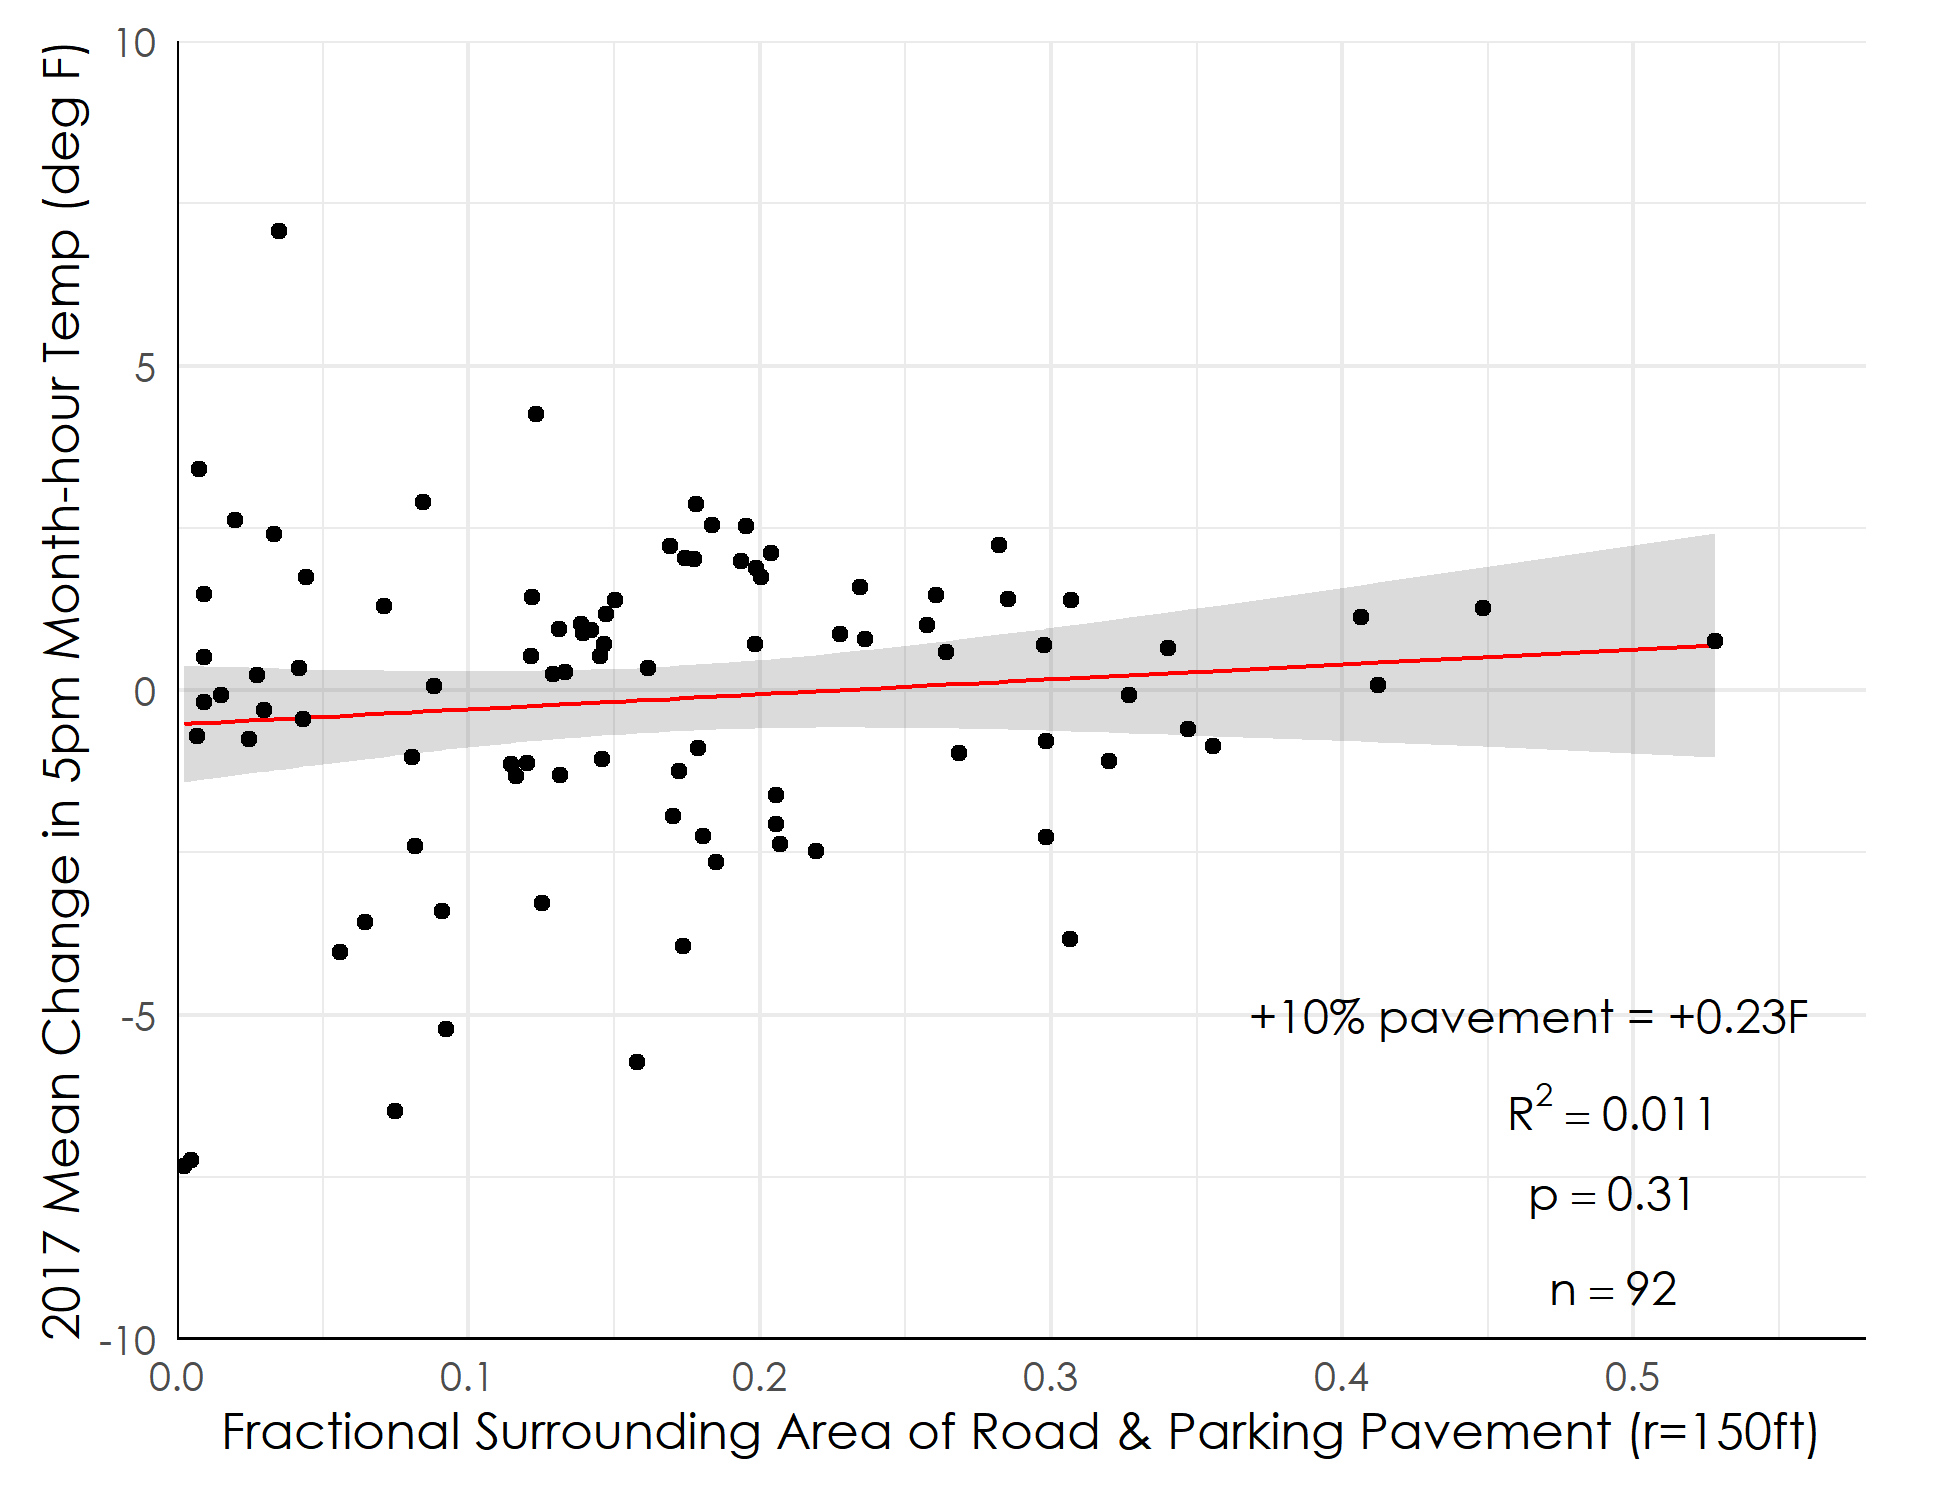 2017 Mean Change in 5pm Month-hour Temp (deg F)
10
5
0
-5
-10
+10% pavement = +0.23F
R² = 0.011
p = 0.31
n = 92
0.0 0.1 0.2 0.3 0.4 0.5
Fractional Surrounding Area of Road & Parking Pavement (r=150ft)